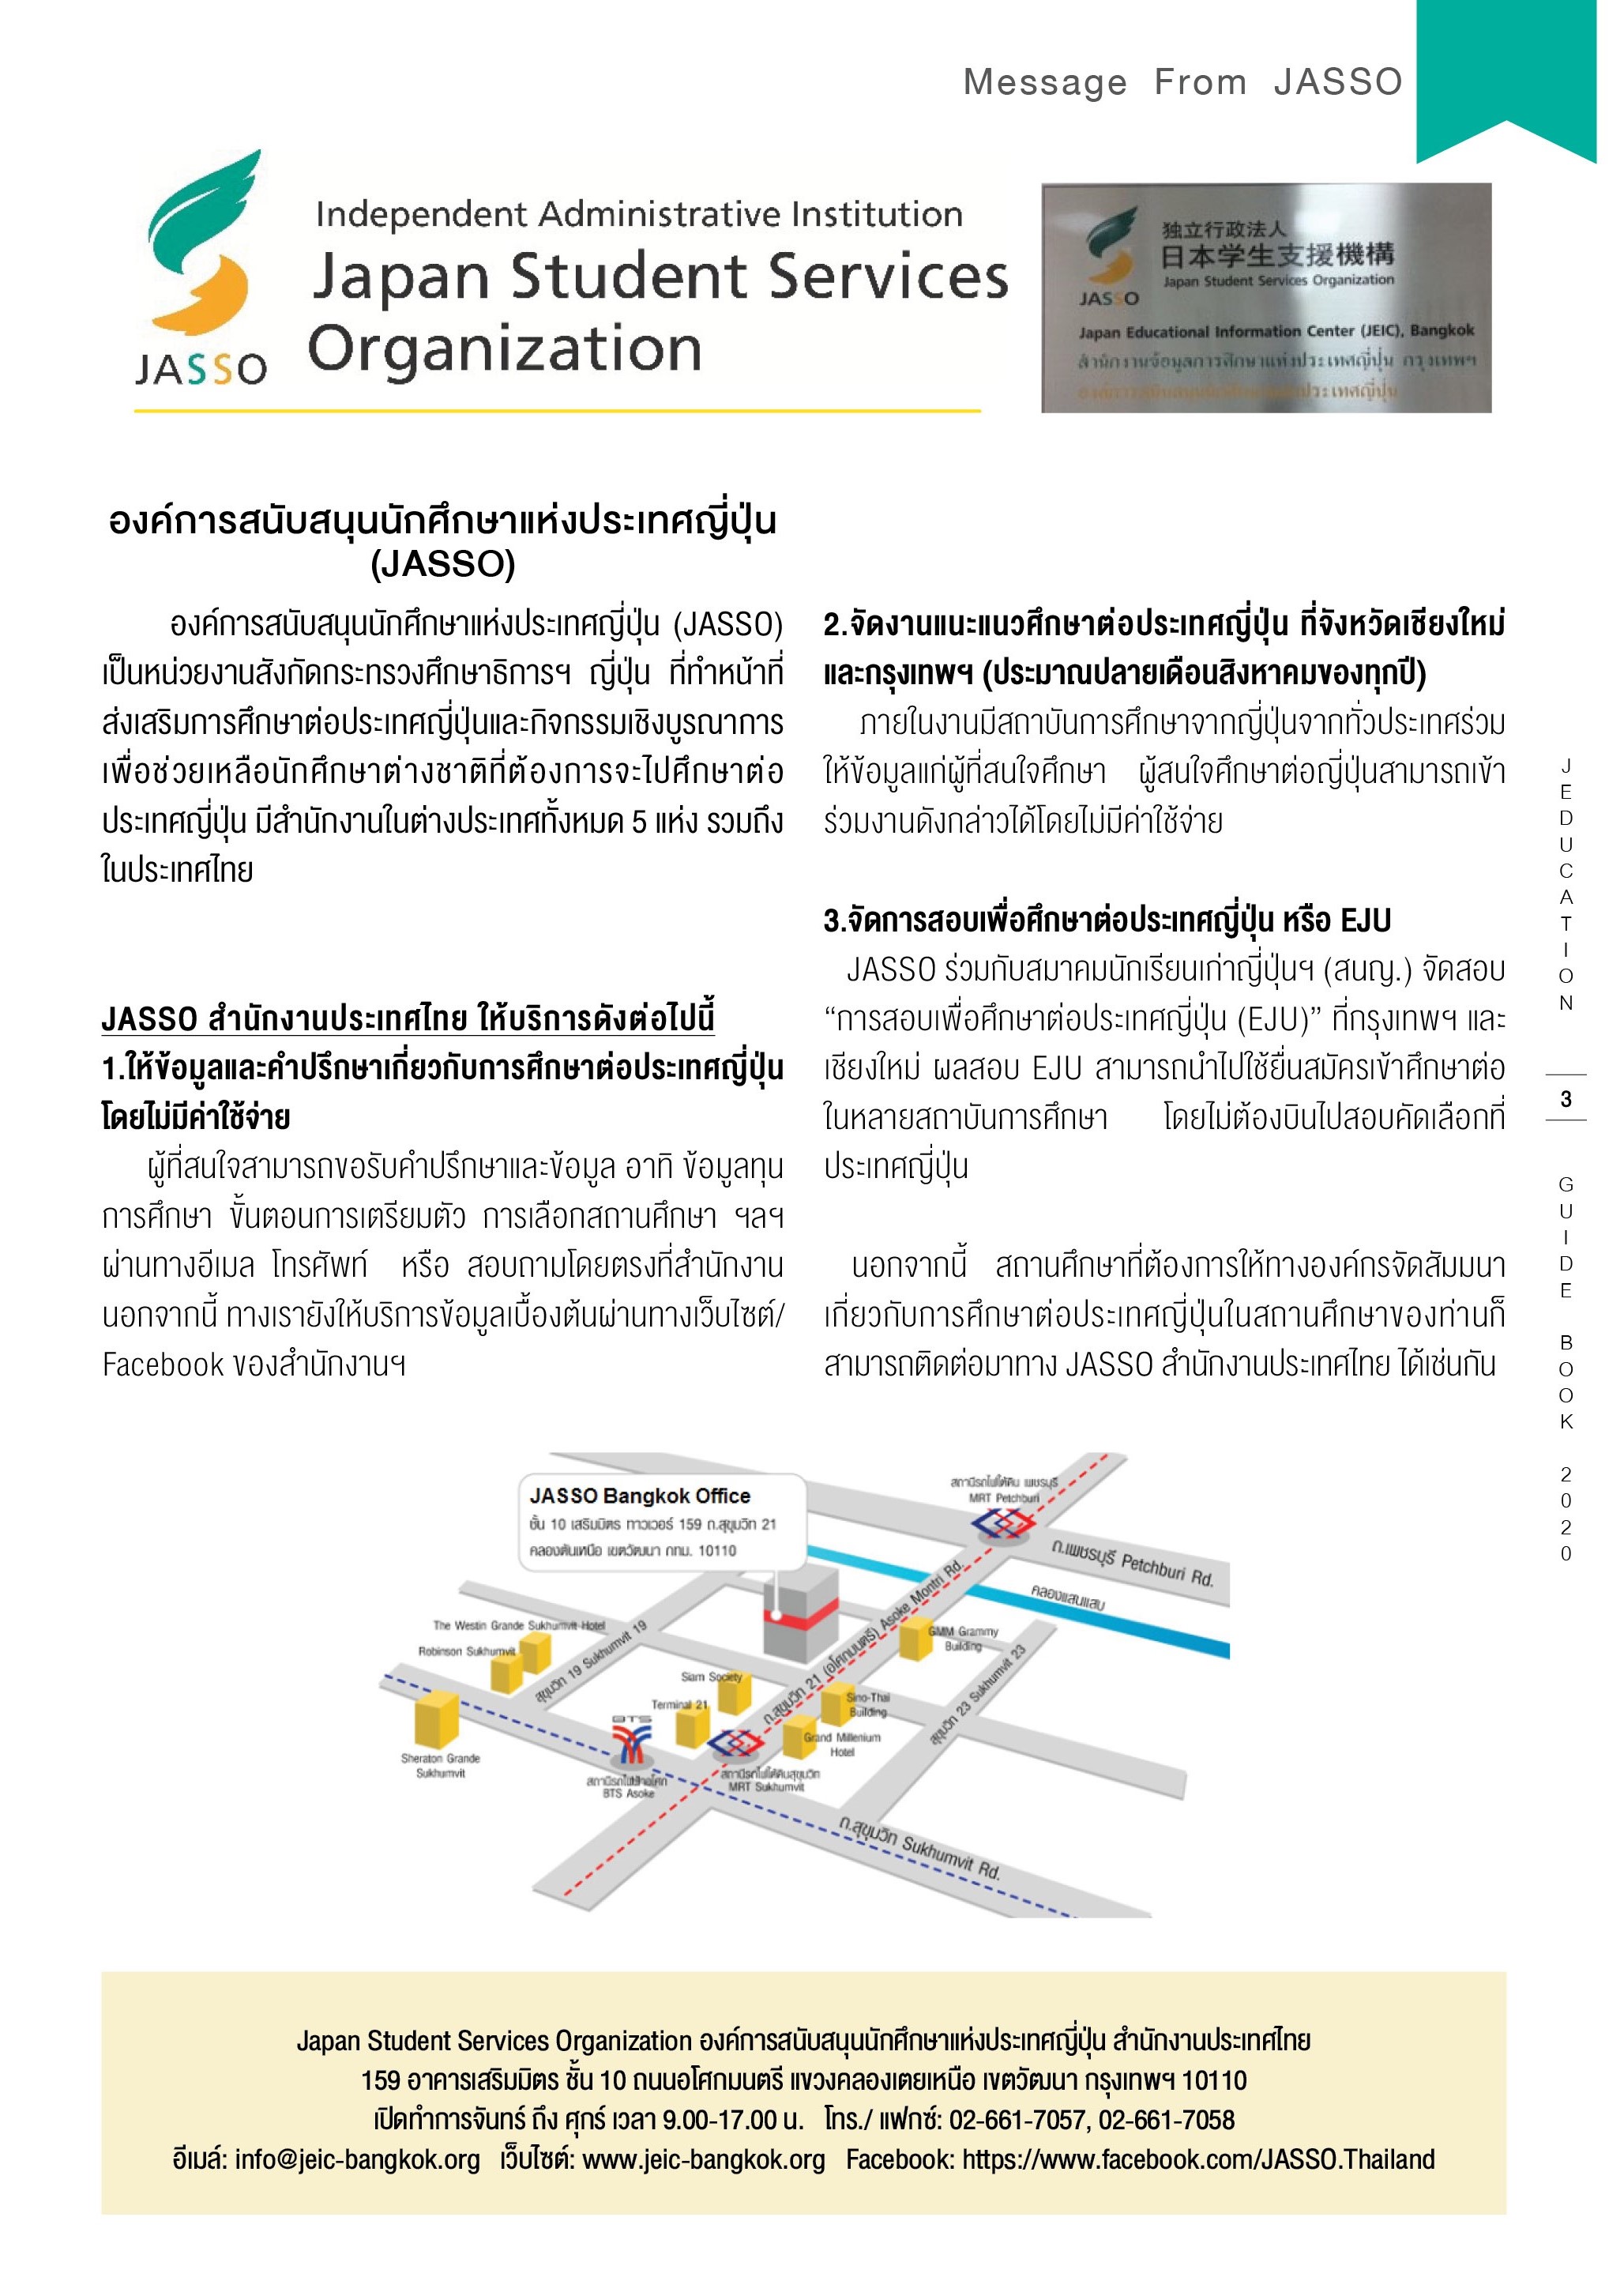 Message From JASSO
Independent Administrative Institution
Japan Student Services
Organization
JASSO
独立行政法人
日本学生支援機構
Japan Student Services Organization
JASSO
Japan Educational Information Center (JEIC), Bangkok
สำนักงานข้อมูลการศึกษาแห่งประเทศญี่ปุ่น กรุงเทพฯ
องค์การสนับสนุนนักศึกษาแห่งประเทศญี่ปุ่น
(JASSO)
องค์การสนับสนุนนักศึกษาแห่งประเทศญี่ปุ่น (JASSO)
เป็นหน่วยงานสังกัดกระทรวงศึกษาธิการฯ ญี่ปุ่น ที่ทำหน้าที่
ส่งเสริมการศึกษาต่อประเทศญี่ปุ่นและกิจกรรมเชิงบูรณาการ
เพื่อช่วยเหลือนักศึกษาต่างชาติที่ต้องการจะไปศึกษาต่อ
ประเทศญี่ปุ่น มีสำนักงานในต่างประเทศทั้งหมด 5 แห่ง รวมถึง
ในประเทศไทย
JASSO สำนักงานประเทศไทย ให้บริการดังต่อไปนี้
1.ให้ข้อมูลและคำปรึกษาเกี่ยวกับการศึกษาต่อประเทศญี่ปุ่น
โดยไม่มีค่าใช้จ่าย
ผู้ที่สนใจสามารถขอรับคำปรึกษาและข้อมูล อาทิ ข้อมูลทุน
การศึกษา ขั้นตอนการเตรียมตัว การเลือกสถานศึกษา ฯลฯ
ผ่านทางอีเมล โทรศัพท์ หรือ สอบถามโดยตรงที่สำนักงาน
นอกจากนี้ ทางเรายังให้บริการข้อมูลเบื้องต้นผ่านทางเว็บไซต์/
Facebook ของสำนักงานฯ
2.จัดงานแนะแนวศึกษาต่อประเทศญี่ปุ่น ที่จังหวัดเชียงใหม่
และกรุงเทพฯ (ประมาณปลายเดือนสิงหาคมของทุกปี)
ภายในงานมีสถาบันการศึกษาจากญี่ปุ่นจากทั่วประเทศร่วม
ให้ข้อมูลแก่ผู้ที่สนใจศึกษา ผู้สนใจศึกษาต่อญี่ปุ่นสามารถเข้า
ร่วมงานดังกล่าวได้โดยไม่มีค่าใช้จ่าย
3.จัดการสอบเพื่อศึกษาต่อประเทศญี่ปุ่น หรือ EJU
JASSO ร่วมกับสมาคมนักเรียนเก่าญี่ปุ่นฯ (สนญ.) จัดสอบ
“การสอบเพื่อศึกษาต่อประเทศญี่ปุ่น (EJU)” ที่กรุงเทพฯ และ
เชียงใหม่ ผลสอบ EJU สามารถนำไปใช้ยื่นสมัครเข้าศึกษาต่อ
ในหลายสถาบันการศึกษา โดยไม่ต้องบินไปสอบคัดเลือกที่
ประเทศญี่ปุ่น
นอกจากนี้ สถานศึกษาที่ต้องการให้ทางองค์กรจัดสัมมนา
เกี่ยวกับการศึกษาต่อประเทศญี่ปุ่นในสถานศึกษาของท่านก็
สามารถติดต่อมาทาง JASSO สำนักงานประเทศไทย ได้เช่นกัน
JEDUCATION
3
GUIDE BOOK 2020
JASSO Bangkok Office
ชั้น 10 เสริมมิตร ทาวเวอร์ 159 ถ.สุขุมวิท 21
คลองตันเหนือ เขตวัฒนา กทม. 10110
สถานีรถไฟใต้ดิน เพชรบุรี
MRT Petchburi
ถ.เพชรบุรี Petchburi Rd.
คลองแสนแสบ
ถ.สุขุมวิท 21 (อโศกมนตรี) Asoke Montri Rd.
The Westin Grande Sukhumvit Hotel
Robinson Sukhumvit
สุขุมวิท 19 Sukhumvit 19
GMM Grammy
Building
สุขุมวิท 23 Sukhumvit 23
Siam Society
Terminal 21
Sino-Thai
Building
Grand Millenium
Hotel
Sheraton Grande
Sukhumvit
BTS
สถานีรถไฟฟ้าอโศก
BTS Asoke
สถานีรถไฟใต้ดินสุขุมวิท
MRT Sukhumvit
ถ.สุขุมวิท Sukhumvit Rd.
Japan Student Services Organization องค์การสนับสนุนนักศึกษาแห่งประเทศญี่ปุ่น สำนักงานประเทศไทย
159 อาคารเสริมมิตร ชั้น 10 ถนนอโศกมนตรี แขวงคลองเตยเหนือ เขตวัฒนา กรุงเทพฯ 10110
เปิดทำการจันทร์ ถึง ศุกร์ เวลา 9.00-17.00 น. โทร./ แฟกซ์: 02-661-7057, 02-661-7058
อีเมล์: info@jeic-bangkok.org เว็บไซต์: www.jeic-bangkok.org Facebook: https://www.facebook.com/JASSO.Thailand